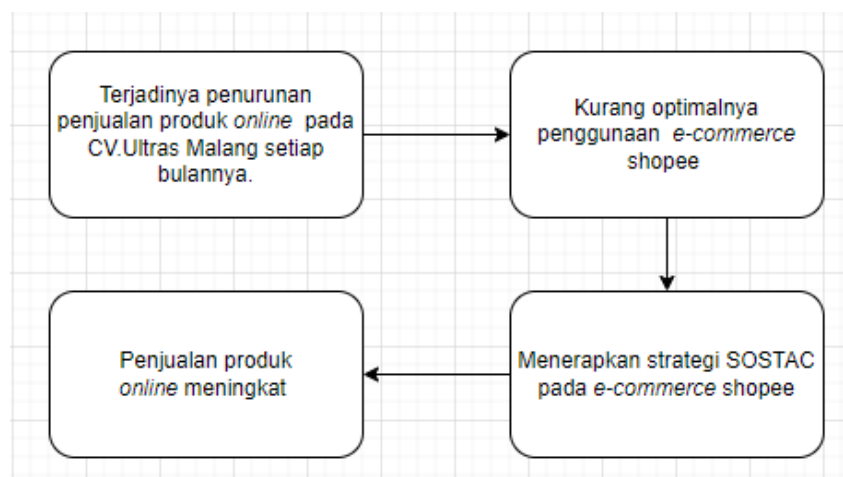 Terjadinya penurunan
penjualan produk online pada
CV.Ultras Malang setiap
bulannya.
Kurang optimalnya
penggunaan e-commerce
shopee
Menerapkan strategi SOSTAC
pada e-commerce shopee
Penjualan produk
online meningkat